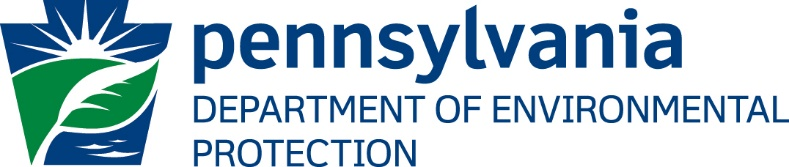 pennsylvania
DEPARTMENT OF ENVIRONMENTAL
PROTECTION